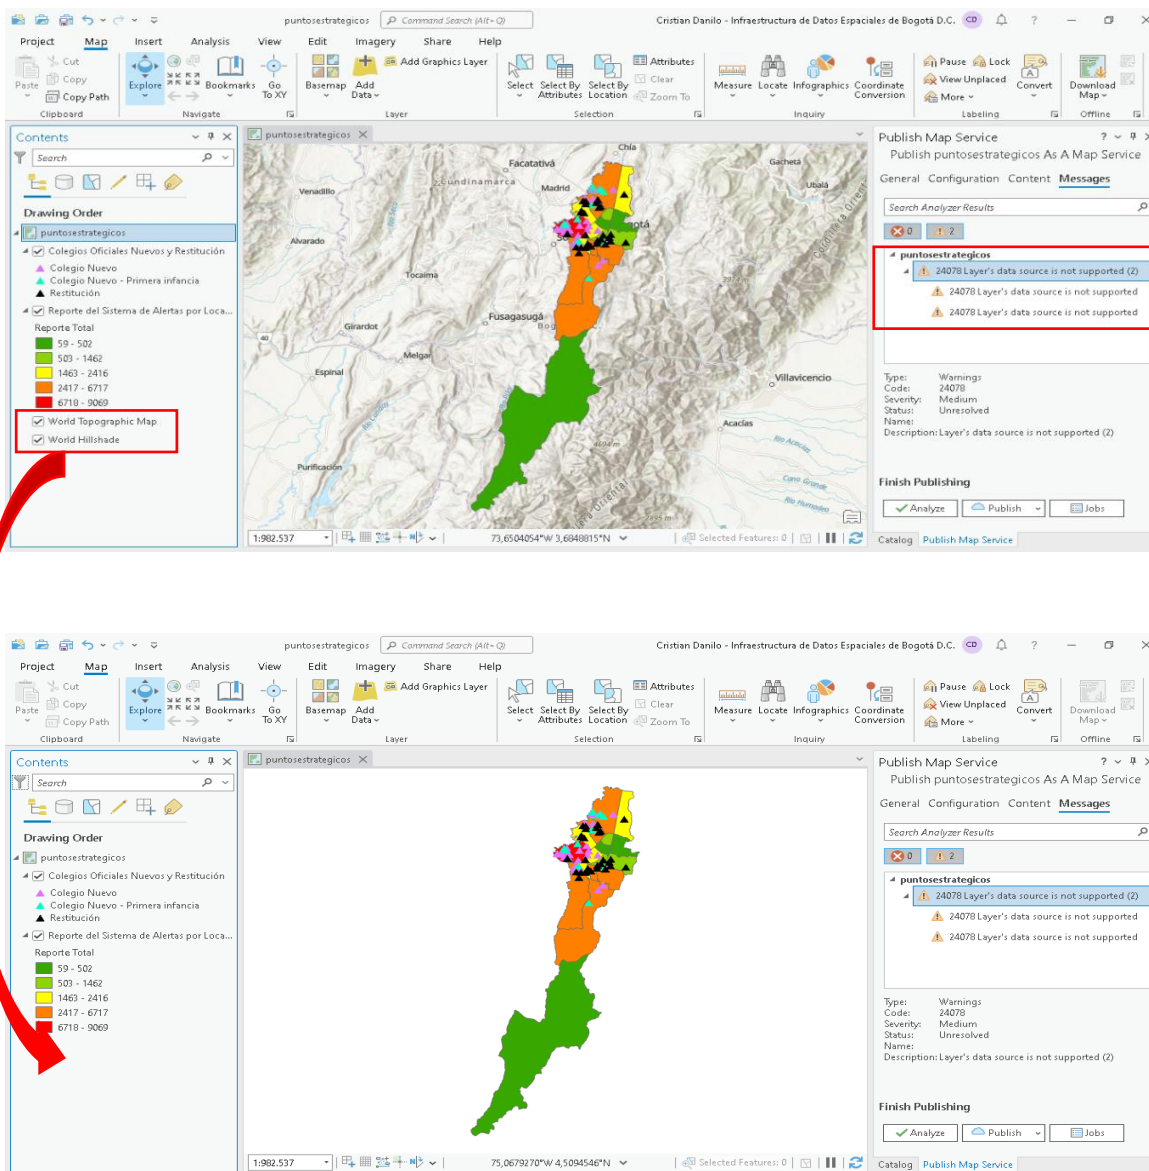 puntosestrategicos Command Search (Alt+Q) Cristian Danilo - Infraestructura de Datos Espaciales de Bogotá D.C. CD ?
Project Map Insert Analysis View Edit Imagery Share Help
Paste Cut Copy Copy Path Explore Bookmarks Go To XY Basemap Add Data Add Graphics Layer Select Select By Attributes Select By Location Attributes Clear Zoom To Measure Locate Infographics Coordinate Conversion Pause Lock View Unplaced More Convert Download Map
Clipboard Navigate Layer Selection Inquiry Labeling Offline
Contents
Search
Drawing Order
puntosestrategicos
Colegios Oficiales Nuevos y Restitución
Colegio Nuevo
Colegio Nuevo - Primera infancia
Restitución
Reporte del Sistema de Alertas por Loca...
Reporte Total
59 - 502
503 - 1462
1463 - 2416
2417 - 6717
6718 - 9069
World Topographic Map
World Hillshade
puntosestrategicos
Chía
Facatativá
Gachetá
Cundinamarca
Madrid
Ubalá
Venadillo
Alvarado
Tocaima
Fusagasugá
Girardot
40
Melgar
Espinal
Villavicencio
Acacías
4694 m
Purificación
Caño Grande
1:982.537 73,6504054°W 3,6848815°N Selected Features: 0
Publish Map Service ?
Publish puntosestrategicos As A Map Service
General Configuration Content Messages
Search Analyzer Results
0 2
puntosestrategicos
24078 Layer's data source is not supported (2)
24078 Layer's data source is not supported
24078 Layer's data source is not supported
Type: Warnings
Code: 24078
Severity: Medium
Status: Unresolved
Name:
Description: Layer's data source is not supported (2)
Finish Publishing
Analyze Publish Jobs
Catalog Publish Map Service
puntosestrategicos Command Search (Alt+Q) Cristian Danilo - Infraestructura de Datos Espaciales de Bogotá D.C. CD ?
Project Map Insert Analysis View Edit Imagery Share Help
Paste Cut Copy Copy Path Explore Bookmarks Go To XY Basemap Add Data Add Graphics Layer Select Select By Attributes Select By Location Attributes Clear Zoom To Measure Locate Infographics Coordinate Conversion Pause Lock View Unplaced More Convert Download Map
Clipboard Navigate Layer Selection Inquiry Labeling Offline
Contents
Search
Drawing Order
puntosestrategicos
Colegios Oficiales Nuevos y Restitución
Colegio Nuevo
Colegio Nuevo - Primera infancia
Restitución
Reporte del Sistema de Alertas por Loca...
Reporte Total
59 - 502
503 - 1462
1463 - 2416
2417 - 6717
6718 - 9069
puntosestrategicos
1:982.537 75,0679270°W 4,5094546°N Selected Features: 0
Publish Map Service ?
Publish puntosestrategicos As A Map Service
General Configuration Content Messages
Search Analyzer Results
0 2
puntosestrategicos
24078 Layer's data source is not supported (2)
24078 Layer's data source is not supported
24078 Layer's data source is not supported
Type: Warnings
Code: 24078
Severity: Medium
Status: Unresolved
Name:
Description: Layer's data source is not supported (2)
Finish Publishing
Analyze Publish Jobs
Catalog Publish Map Service